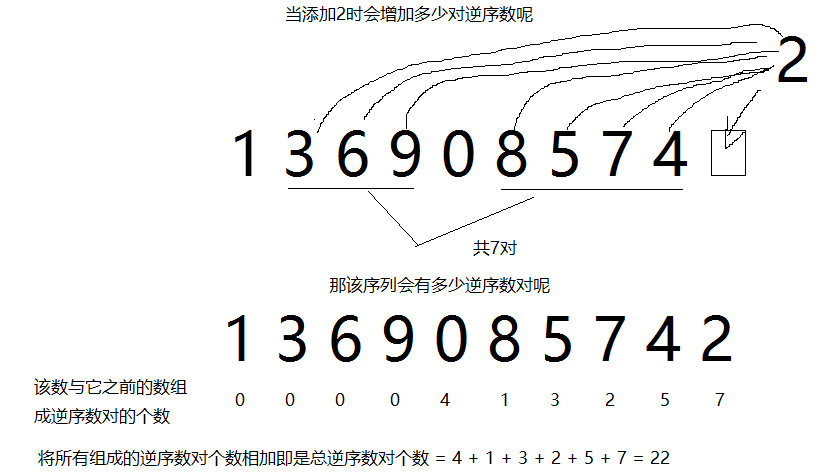 当添加2时会增加多少对逆序数呢
2
1 3 6 9 0 8 5 7 4
共7对
那该序列会有多少逆序数对呢
1 3 6 9 0 8 5 7 4 2
该数与它之前的数组
成逆序数对的个数
0 0 0 0 4 1 3 2 5 7
将所有组成的逆序数对个数相加即是总逆序数对个数 = 4 + 1 + 3 + 2 + 5 + 7 = 22